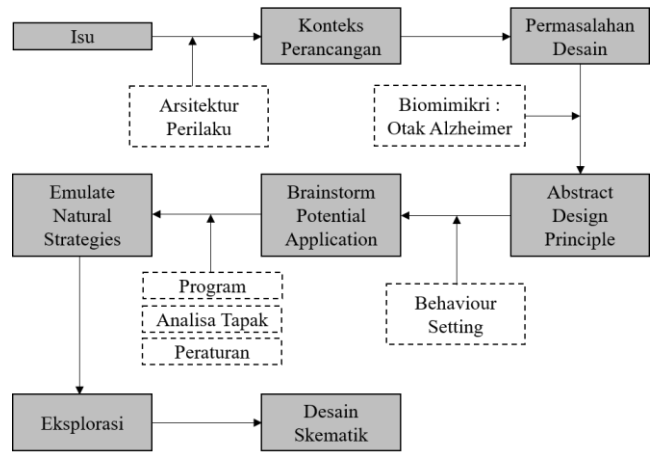 Isu
Konteks
Perancangan
Permasalahan
Desain
Arsitektur
Perilaku
Biomimikri :
Otak Alzheimer
Emulate
Natural
Strategies
Brainstorm
Potential
Application
Abstract
Design
Principle
Program
Analisa Tapak
Peraturan
Behaviour
Setting
Eksplorasi
Desain
Skematik